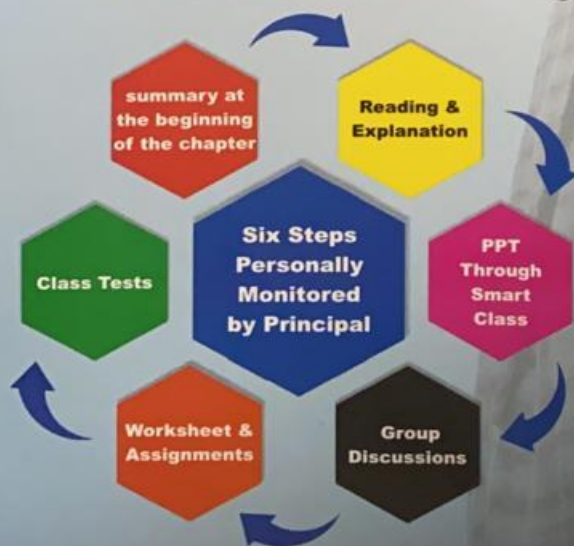 summary at
the beginning
of the chapter
Reading &
Explanation
PPT
Through
Smart
Class
Group
Discussions
Worksheet &
Assignments
Class Tests
Six Steps
Personally
Monitored
by Principal